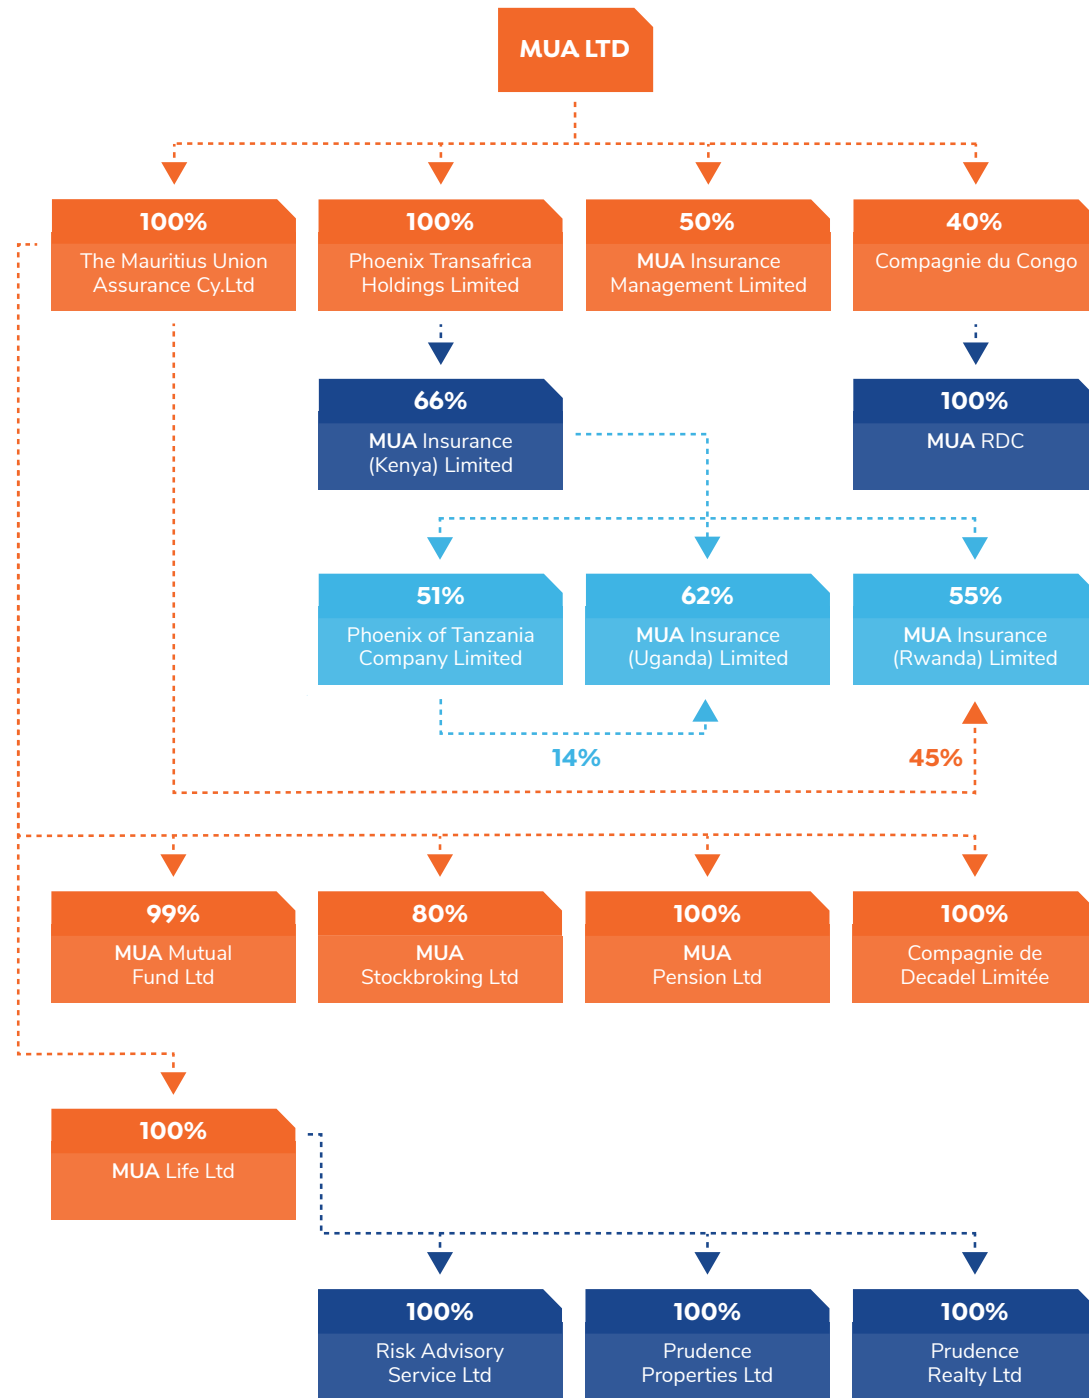 MUA LTD
100%
The Mauritius Union
Assurance Cy.Ltd
100%
Phoenix Transafrica
Holdings Limited
50%
MUA Insurance
Management Limited
40%
Compagnie du Congo
66%
MUA Insurance
(Kenya) Limited
100%
MUA RDC
51%
Phoenix of Tanzania
Company Limited
62%
MUA Insurance
(Uganda) Limited
55%
MUA Insurance
(Rwanda) Limited
14%
45%
99%
MUA Mutual
Fund Ltd
80%
MUA
Stockbroking Ltd
100%
MUA
Pension Ltd
100%
Compagnie de
Decadel Limitée
100%
MUA Life Ltd
100%
Risk Advisory
Service Ltd
100%
Prudence
Properties Ltd
100%
Prudence
Realty Ltd